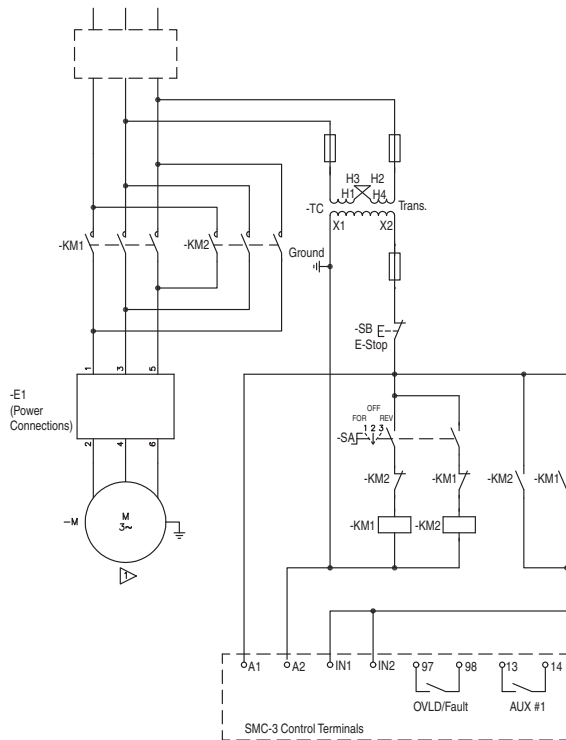 H3 H2
H1 H4
-TC Trans.
X1 X2
-KM1 -KM2 Ground
-SB
E-Stop
1 3 5
-E1
(Power
Connections)
OFF
FOR REV
1 2 3
-SA
2 4 6
-KM2 -KM1 -KM2 -KM1
M
3~
-M
-KM1 -KM2
1
A1 A2 IN1 IN2 97 98 13 14
OVLD/Fault AUX #1
SMC-3 Control Terminals